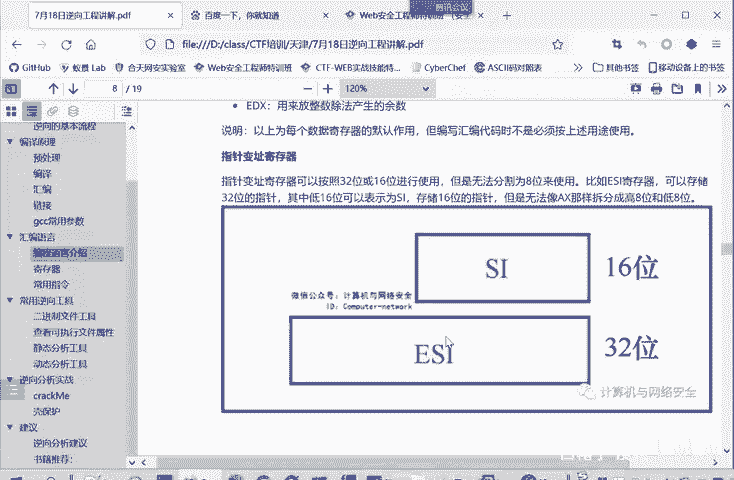 7月18日逆向工程讲解.pdf
百度一下，你就知道
Web安全工程师特训班
腾讯会议
file:///D:/class/CTF培训/天津/7月18日逆向工程讲解.pdf
GitHub
蚁景 Lab
合天网安实验室
Web安全工程师特训班
CTF-WEB实战技能特...
CyberChef
ASCII码对照表
其他书签
移动设备上的书签
8 / 19
120%
逆向的基本流程
编译原理
预处理
编译
汇编
链接
gcc常用参数
汇编语言
寄存器
常用指令
常用逆向工具
二进制文件工具
查看可执行文件属性
静态分析工具
动态分析工具
逆向分析实战
crackMe
壳保护
建议
逆向分析建议
书籍推荐:
EDX：用来放整数除法产生的余数
说明：以上为每个数据寄存器的默认作用，但编写汇编代码时不是必须按上述用途使用。
指针变址寄存器
指针变址寄存器可以按照32位或16位进行使用，但是无法分割为8位来使用。比如ESI寄存器，可以存储
32位的指针，其中低16位可以表示为SI，存储16位的指针，但是无法像AX那样拆分成高8位和低8位。
SI
16位
微信公众号：计算机与网络安全
ID：Computer-network
ESI
32位
计算机与网络安全